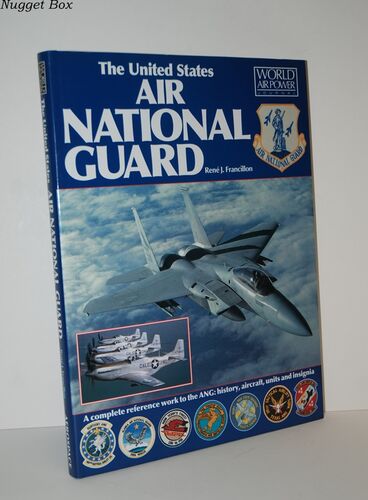 Nugget Box
The United States
AIR
NATIONAL
GUARD
René J. Francillon
WORLD
AIR POWER
JOURNAL
AIR NATIONAL GUARD
CALIF
A complete reference work to the ANG: history, aircraft, units and insignia
The United States AIR NATIONAL GUARD